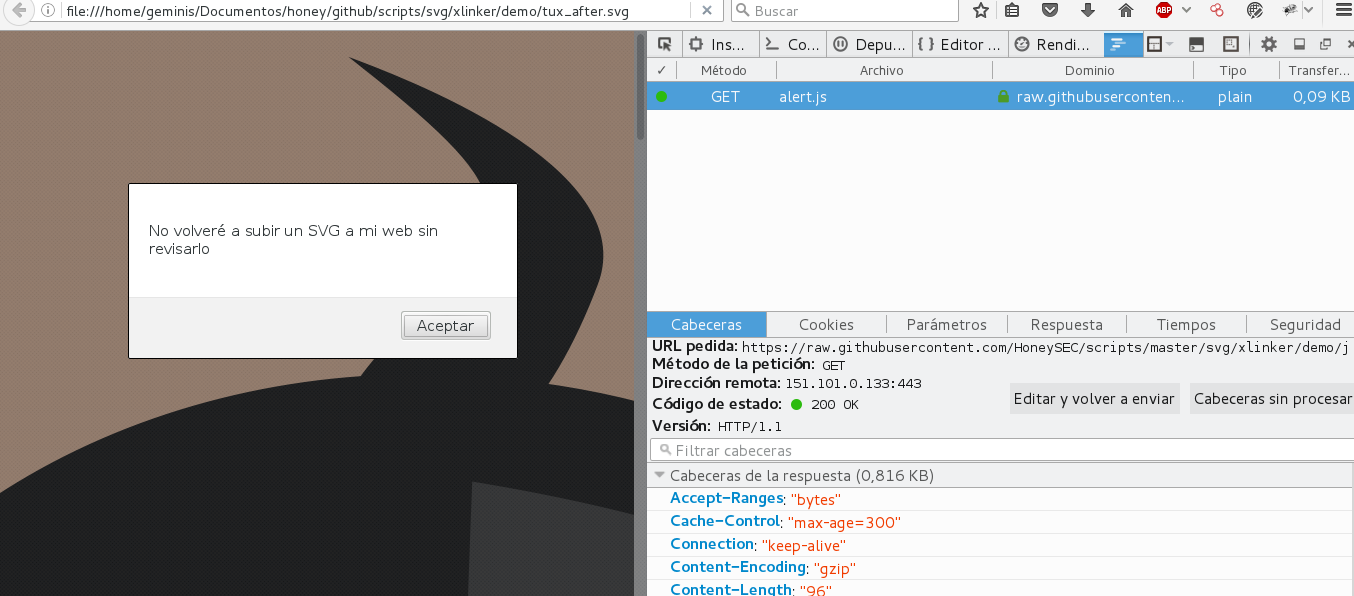 file:///home/geminis/Documentos/honey/github/scripts/svg/xlinker/demo/tux_after.svg
Buscar
ABP
Ins... Co... Depu... Editor ... Rendi...
✓ Método Archivo Dominio Tipo Transfer...
GET alert.js raw.githubuserconten... plain 0,09 KB
No volveré a subir un SVG a mi web sin
revisarlo
Aceptar
Cabeceras Cookies Parámetros Respuesta Tiempos Seguridad
URL pedida: https://raw.githubusercontent.com/HoneySEC/scripts/master/svg/xlinker/demo/j
Método de la petición: GET
Dirección remota: 151.101.0.133:443
Código de estado: 200 OK
Editar y volver a enviar Cabeceras sin procesar
Versión: HTTP/1.1
Filtrar cabeceras
Cabeceras de la respuesta (0,816 KB)
Accept-Ranges: "bytes"
Cache-Control: "max-age=300"
Connection: "keep-alive"
Content-Encoding: "gzip"
Content-Length: "96"